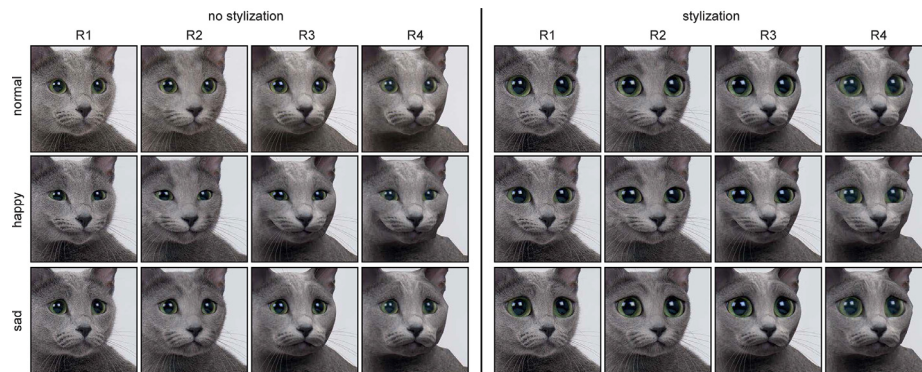 no stylization
stylization
R1 R2 R3 R4 R1 R2 R3 R4
normal
happy
sad